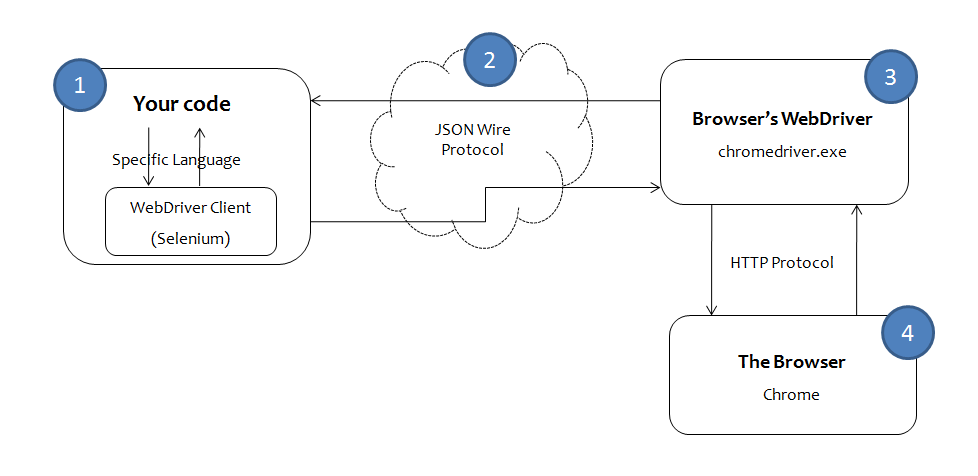 1
Your code
Specific Language
WebDriver Client
(Selenium)
2
JSON Wire
Protocol
3
Browser's WebDriver
chromedriver.exe
HTTP Protocol
4
The Browser
Chrome